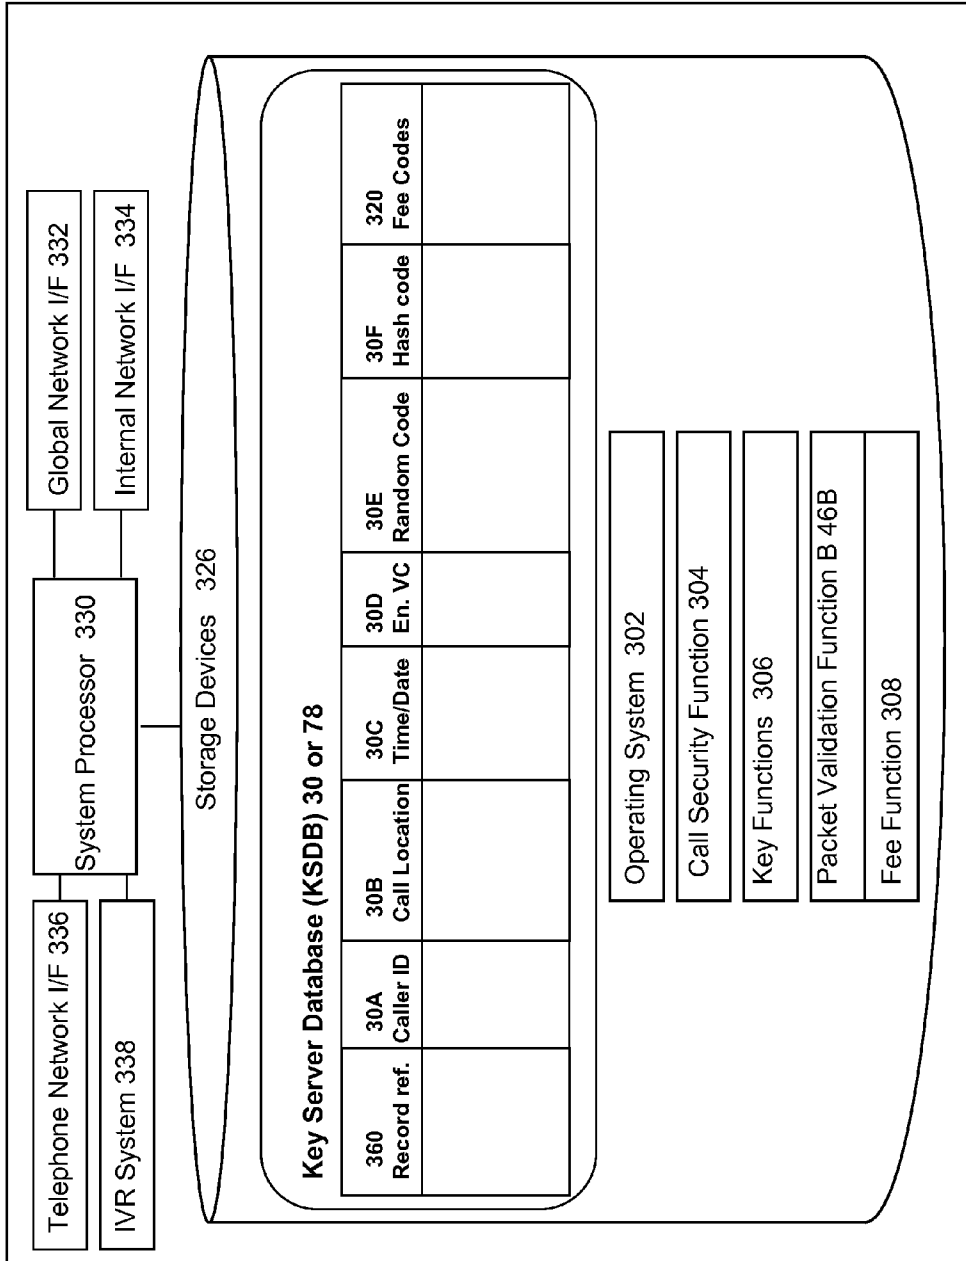 Telephone Network I/F 336
IVR System 338
System Processor 330
Global Network I/F 332
Internal Network I/F 334
Storage Devices 326
Key Server Database (KSDB) 30 or 78
360
Record ref.
30A
Caller ID
30B
Call Location
30C
Time/Date
30D
En. VC
30E
Random Code
30F
Hash code
320
Fee Codes
Operating System 302
Call Security Function 304
Key Functions 306
Packet Validation Function B 46B
Fee Function 308